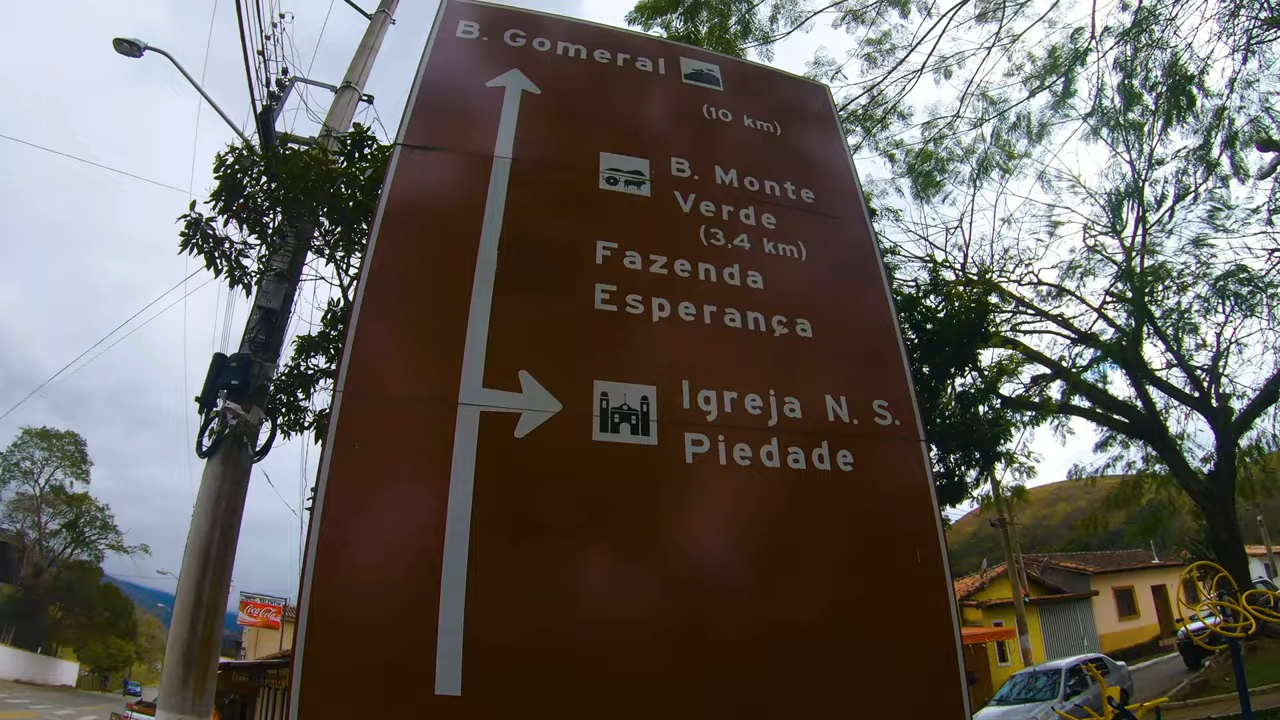 B. Gomeral
(10 km)
B. Monte
Verde
(3,4 km)
Fazenda
Esperança
Igreja N. S.
Piedade
Coca-Cola